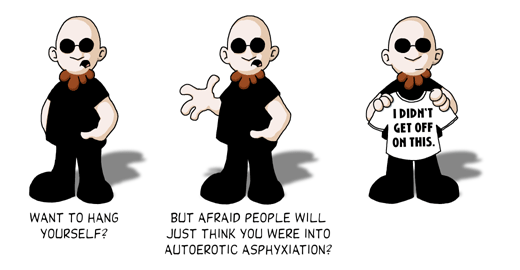 WANT TO HANG
YOURSELF?
BUT AFRAID PEOPLE WILL
JUST THINK YOU WERE INTO
AUTOEROTIC ASPHYXIATION?
I DIDN'T
GET OFF
ON THIS.